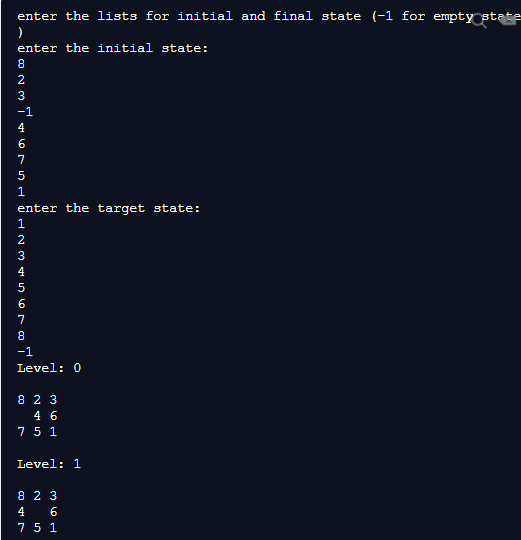 enter the lists for initial and final state (-1 for empty state
)
enter the initial state:
8
2
3
-1
4
6
7
5
1
enter the target state:
1
2
3
4
5
6
7
8
-1
Level: 0
8 2 3
  4 6
7 5 1
Level: 1
8 2 3
4   6
7 5 1